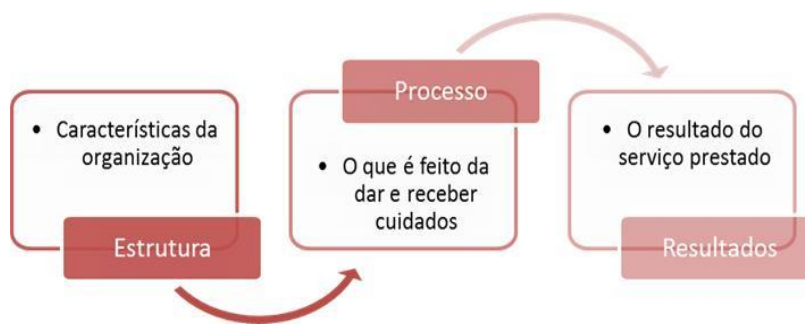 • Características da
organização
Estrutura
Processo
• O que é feito da
dar e receber
cuidados
• O resultado do
serviço prestado
Resultados